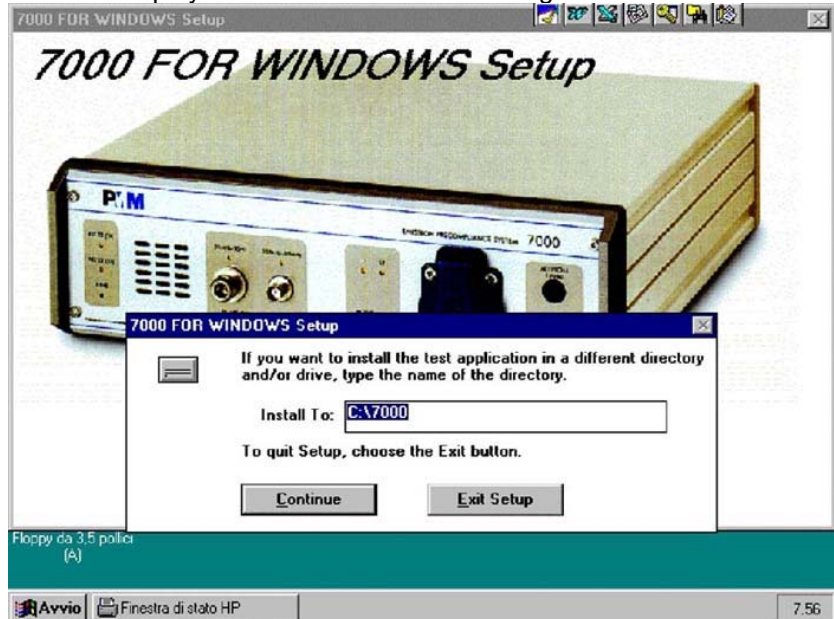 7000 FOR WINDOWS Setup
7000 FOR WINDOWS Setup
7000
7000 FOR WINDOWS Setup
If you want to install the test application in a different directory
and/or drive, type the name of the directory.
Install To: C:\7000
To quit Setup, choose the Exit button.
Continue Exit Setup
Floppy da 3,5 pollici
(A)
Avvio Finestra di stato HP 7.56